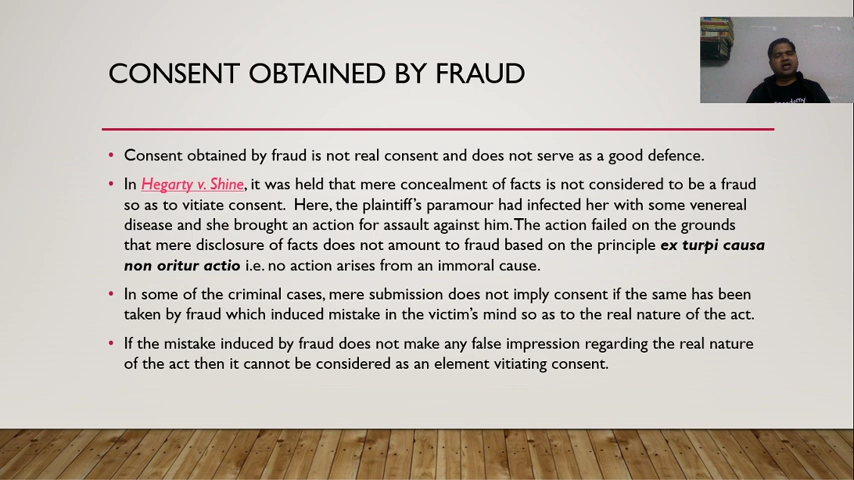 CONSENT OBTAINED BY FRAUD
• Consent obtained by fraud is not real consent and does not serve as a good defence.
• In Hegarty v. Shine, it was held that mere concealment of facts is not considered to be a fraud
so as to vitiate consent. Here, the plaintiff's paramour had infected her with some venereal
disease and she brought an action for assault against him. The action failed on the grounds
that mere disclosure of facts does not amount to fraud based on the principle ex turpi causa
non oritur actio i.e. no action arises from an immoral cause.
• In some of the criminal cases, mere submission does not imply consent if the same has been
taken by fraud which induced mistake in the victim's mind so as to the real nature of the act.
• If the mistake induced by fraud does not make any false impression regarding the real nature
of the act then it cannot be considered as an element vitiating consent.